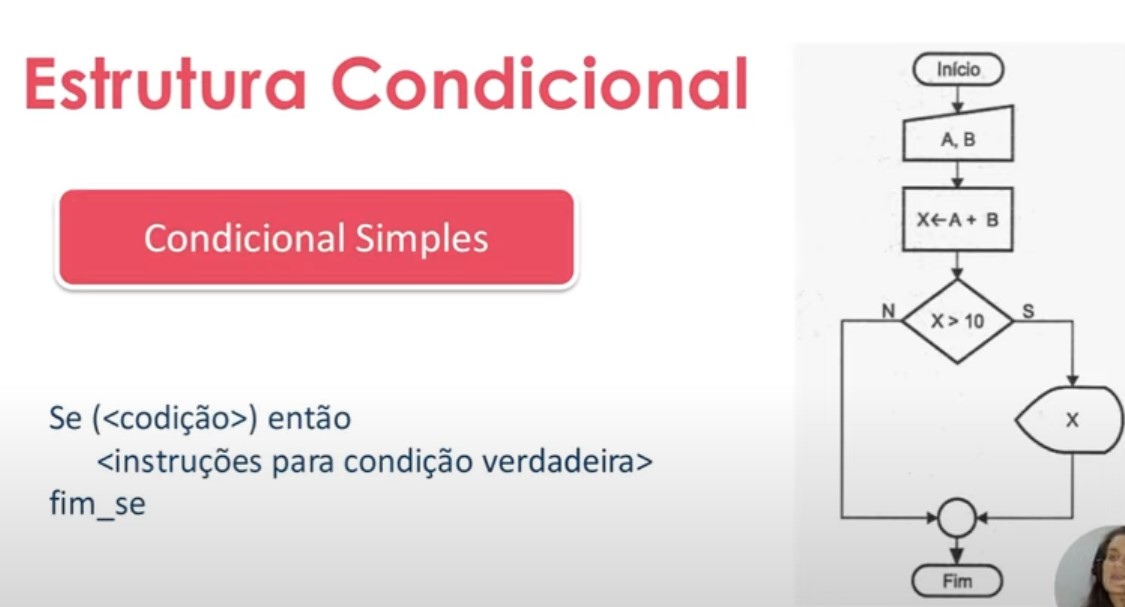 Estrutura Condicional
Condicional Simples
Se (<codição>) então
<instruções para condição verdadeira>
fim_se
Início
A, B
X←A + B
N
X > 10
S
X
Fim